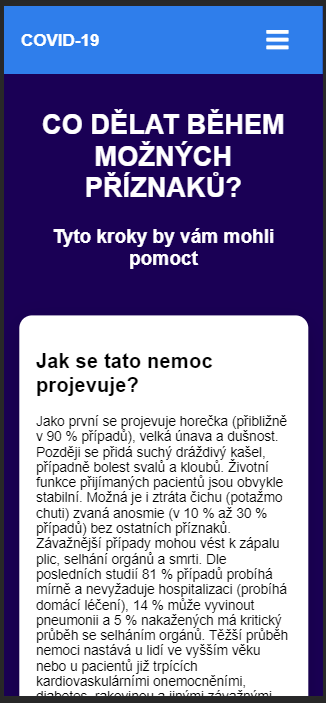 COVID-19
CO DĚLAT BĚHEM
MOŽNÝCH
PŘÍZNAKŮ?
Tyto kroky by vám mohli
pomoct
Jak se tato nemoc
projevuje?
Jako první se projevuje horečka (přibližně
v 90 % případů), velká únava a dušnost.
Později se přidá suchý dráždivý kašel,
případně bolest svalů a kloubů. Životní
funkce přijímaných pacientů jsou obvykle
stabilní. Možná je i ztráta čichu (potažmo
chuti) zvaná anosmie (v 10 % až 30 %
případů) bez ostatních příznaků.
Závažnější případy mohou vést k zápalu
plic, selhání orgánů a smrti. Dle
posledních studií 81 % případů probíhá
mírně a nevyžaduje hospitalizaci (probíhá
domácí léčení), 14 % může vyvinout
pneumonii a 5 % nakažených má kritický
průběh se selháním orgánů. Těžší průběh
nemoci nastává u lidí ve vyšším věku
nebo u pacientů již trpících
kardiovaskulárními onemocněními,
diabetes, rakovinou a jinými závažnými